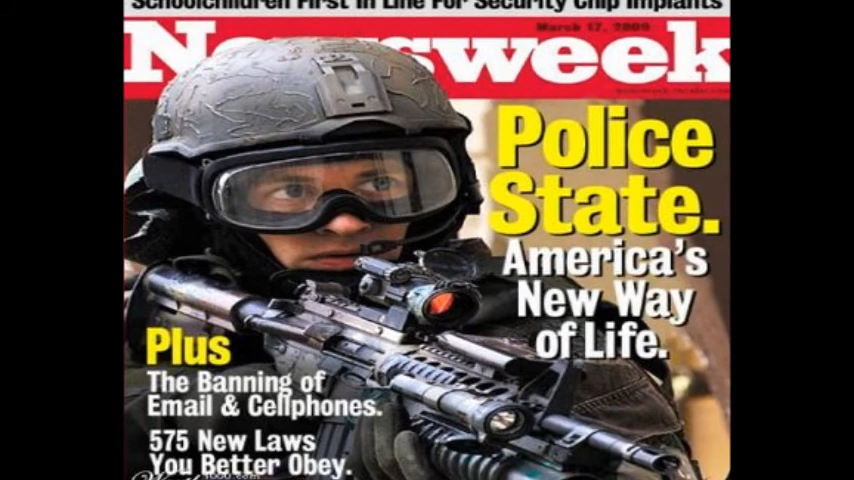 Schoolchildren First In Line For Security Chip Implants
March 17, 2009
Newsweek
Police
State.
America's
New Way
of Life.
Plus
The Banning of
Email & Cellphones.
575 New Laws
You Better Obey.